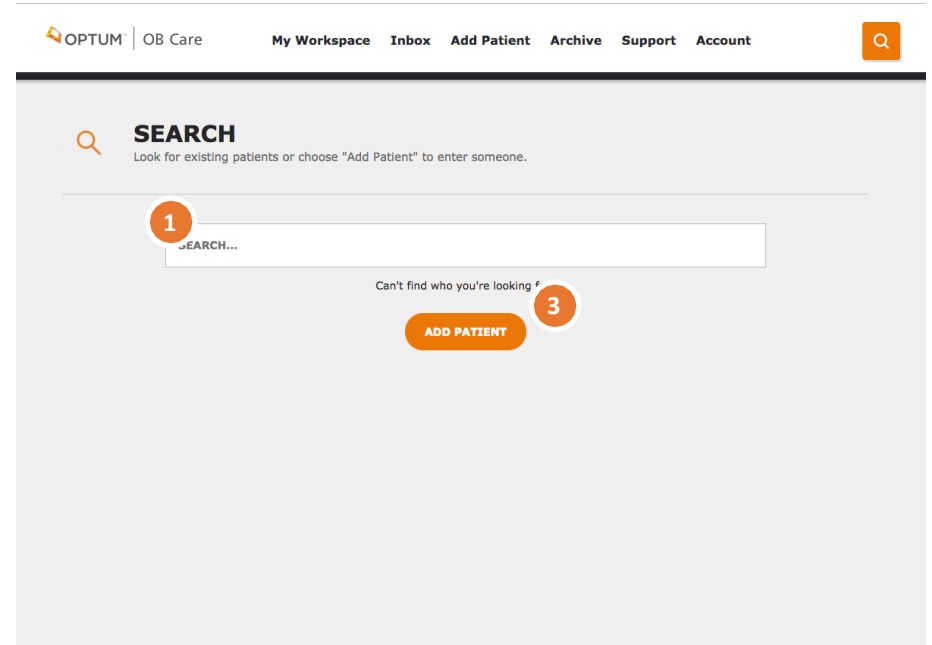 OPTUM™ | OB Care My Workspace Inbox Add Patient Archive Support Account
SEARCH
Look for existing patients or choose "Add Patient" to enter someone.
1
SEARCH...
Can't find who you're looking
3
ADD PATIENT